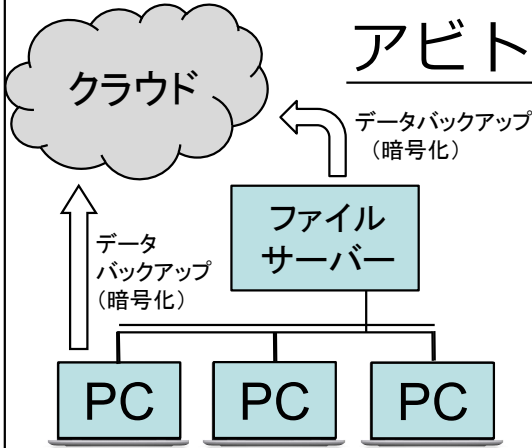 アビト
クラウド
データバックアップ
（暗号化）
ファイル
サーバー
データ
バックアップ
（暗号化）
PC
PC
PC